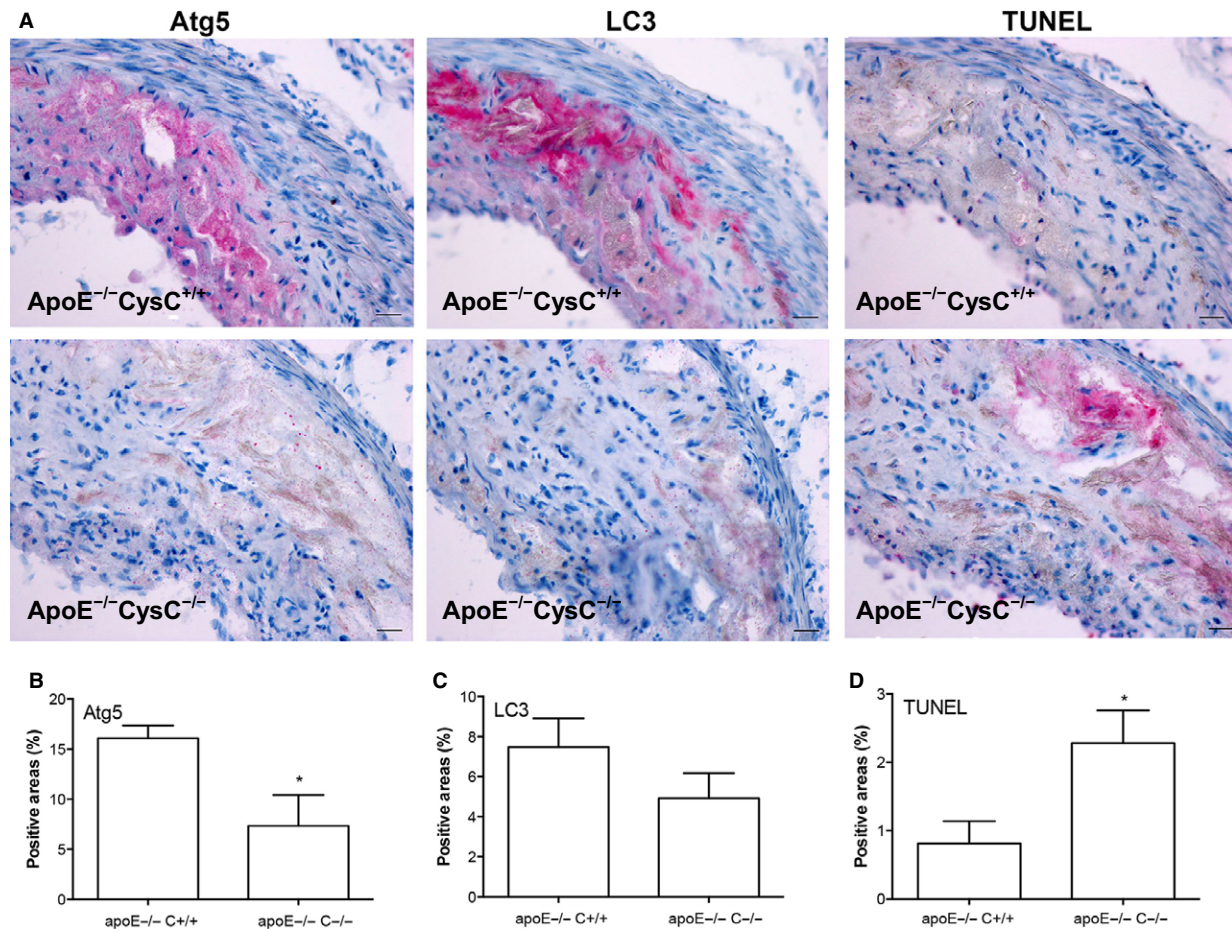 A
Atg5
LC3
TUNEL
ApoE−/−CysC+/+
ApoE−/−CysC+/+
ApoE−/−CysC+/+
ApoE−/−CysC−/−
ApoE−/−CysC−/−
ApoE−/−CysC−/−
B
Atg5
Positive areas (%)
20
15
10
5
0
*
apoE−/− C+/+
apoE−/− C−/−
C
LC3
Positive areas (%)
10
8
6
4
2
0
apoE−/− C+/+
apoE−/− C−/−
D
TUNEL
Positive areas (%)
3
2
1
0
*
apoE−/− C+/+
apoE−/− C−/−